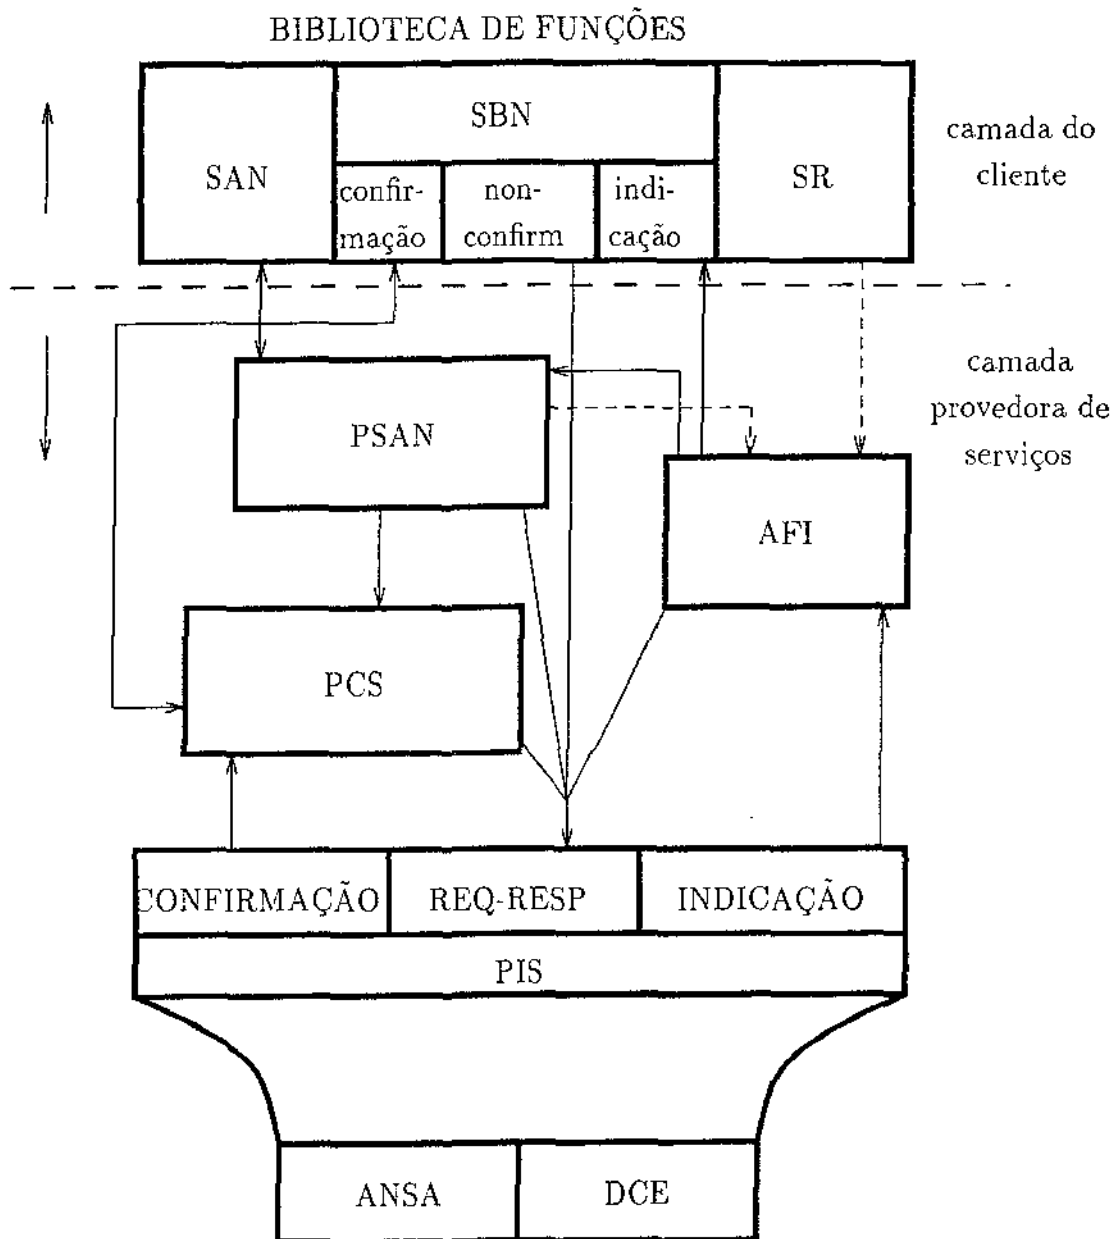 BIBLIOTECA DE FUNÇÕES
SBN
camada do
cliente
SAN
SR
confir-
mação
non-
confirm
indi-
cação
camada
provedora de
serviços
PSAN
AFI
PCS
CONFIRMAÇÃO
REQ-RESP
INDICAÇÃO
PIS
ANSA
DCE